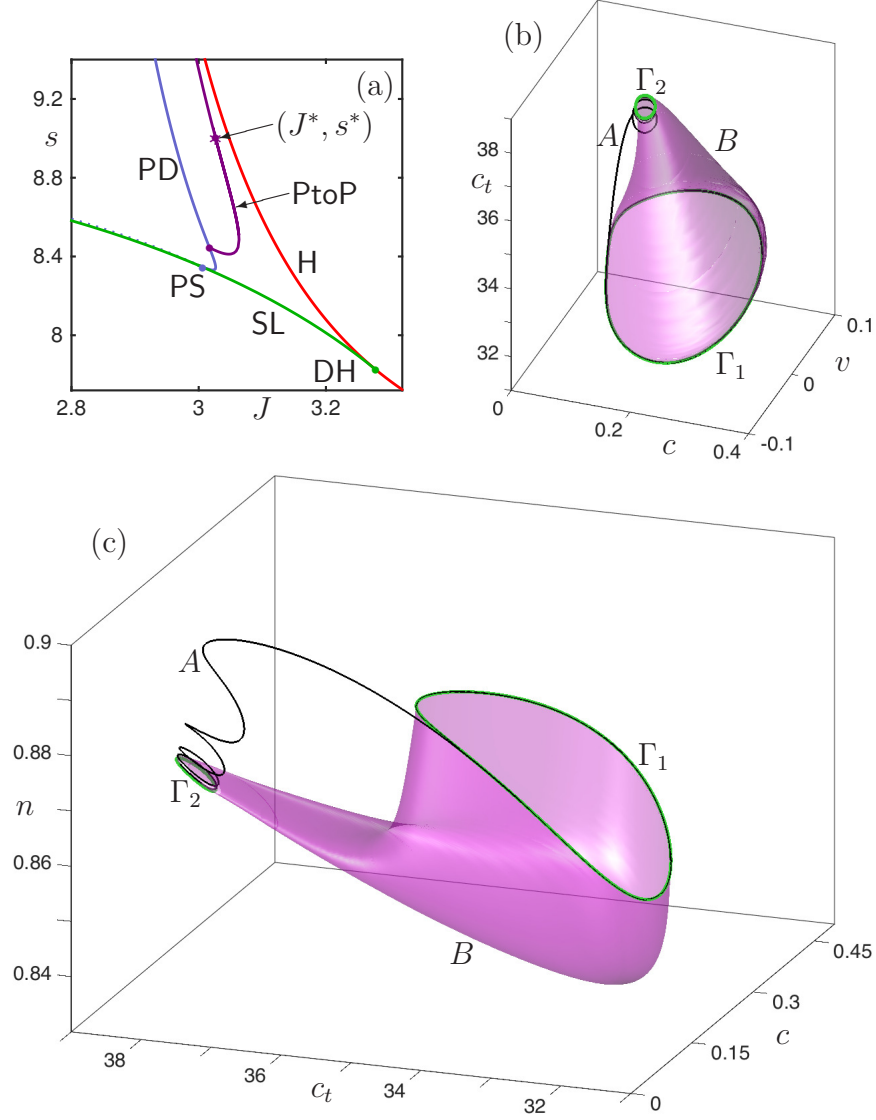 (a)
9.2
s
8.8
8.4
8
2.8
3
J
3.2
PD
(J*, s*)
PtoP
H
PS
SL
DH
(b)
Γ2
A
B
38
ct
36
34
32
Γ1
0
0.2
c
0.4
-0.1
0
v
0.1
(c)
0.9
A
Γ1
0.88
Γ2
n
0.86
B
0.84
38
36
ct
34
32
0
0.15
c
0.3
0.45